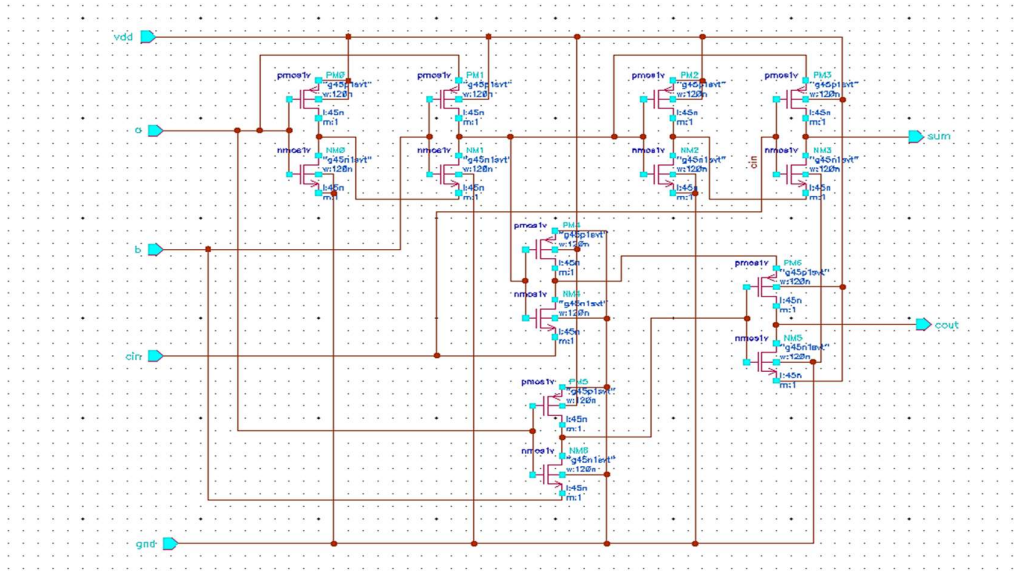 vdd
pmos1v PM0
"g45p1svt"
w:120n
l:45n
m:1
pmos1v PM1
"g45p1svt"
w:120n
l:45n
m:1
pmos1v PM2
"g45p1svt"
w:120n
l:45n
m:1
pmos1v PM3
"g45p1svt"
w:120n
l:45n
m:1
a
sum
nmos1v NM0
"g45n1svt"
w:120n
l:45n
m:1
nmos1v NM1
"g45n1svt"
w:120n
l:45n
m:1
nmos1v NM2
"g45n1svt"
w:120n
l:45n
m:1
cin
nmos1v NM3
"g45n1svt"
w:120n
l:45n
m:1
b
pmos1v PM4
"g45p1svt"
w:120n
l:45n
m:1
nmos1v NM4
"g45n1svt"
w:120n
l:45n
m:1
pmos1v PM6
"g45p1svt"
w:120n
l:45n
m:1
cout
nmos1v NM5
"g45n1svt"
w:120n
l:45n
m:1
cin
pmos1v PM5
"g45p1svt"
w:120n
l:45n
m:1
nmos1v
"g45n1svt"
w:120n
l:45n
m:1
gnd